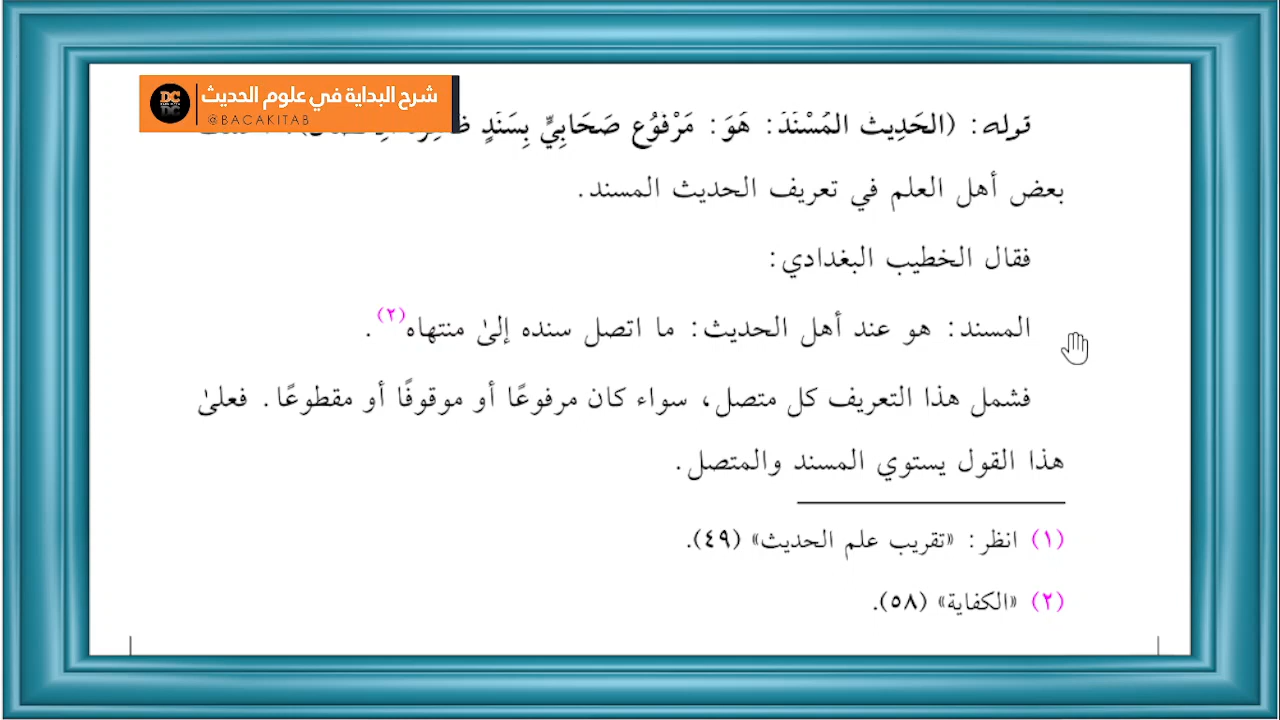 شرح البداية في علوم الحديث
@BACAKITAB
DC
قوله: (الحَدِيث المُسْنَدَ: هَوَ: مَرْفوُع صَحَابِيٍّ بِسَنَدٍ
بعض أهل العلم في تعريف الحديث المسند.
فقال الخطيب البغدادي:
المسند: هو عند أهل الحديث: ما اتصل سنده إلىٰ منتهاه(٢).
فشمل هذا التعريف كل متصل، سواء كان مرفوعًا أو موقوفًا أو مقطوعًا. فعلىٰ
هذا القول يستوي المسند والمتصل.
(١) انظر: «تقريب علم الحديث» (٤٩).
(٢) «الكفاية» (٥٨).